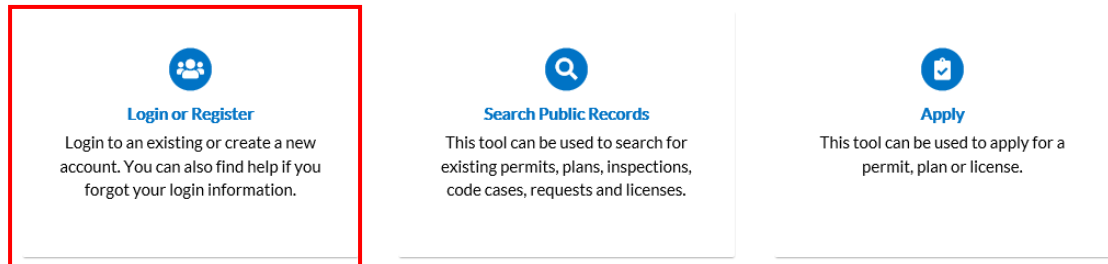 Login or Register
Login to an existing or create a new
account. You can also find help if you
forgot your login information.
Search Public Records
This tool can be used to search for
existing permits, plans, inspections,
code cases, requests and licenses.
Apply
This tool can be used to apply for a
permit, plan or license.